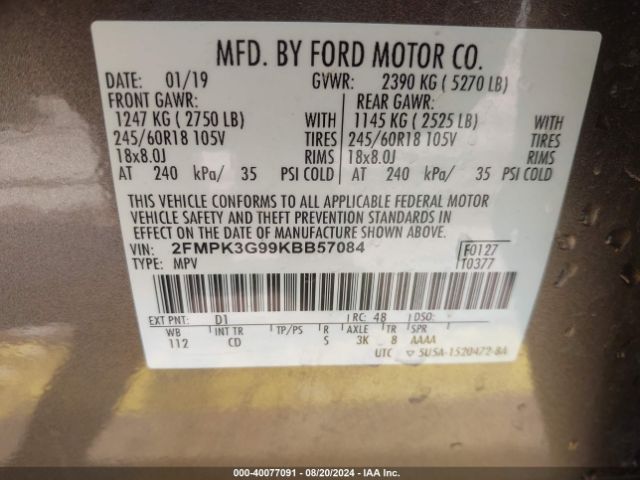 MFD. BY FORD MOTOR CO.
DATE: 01/19 GVWR: 2390 KG ( 5270 LB)
FRONT GAWR: REAR GAWR:
1247 KG ( 2750 LB) WITH 1145 KG ( 2525 LB) WITH
245/60R18 105V TIRES 245/60R18 105V TIRES
18x8.0J RIMS 18x8.0J RIMS
AT 240 kPa/ 35 PSI COLD AT 240 kPa/ 35 PSI COLD
THIS VEHICLE CONFORMS TO ALL APPLICABLE FEDERAL MOTOR
VEHICLE SAFETY AND THEFT PREVENTION STANDARDS IN
EFFECT ON THE DATE OF MANUFACTURE SHOWN ABOVE.
VIN: 2FMPK3G99KBB57084 F0127
TYPE: MPV T0377
EXT PNT: D1 RC: 48 DSO:
WB INT TR TP/PS R AXLE TR SPR
112 CD S 3K 8 AAAA
UTC ▽ 5U5A-1520472-8A
000-40077091 - 08/20/2024 - IAA Inc.